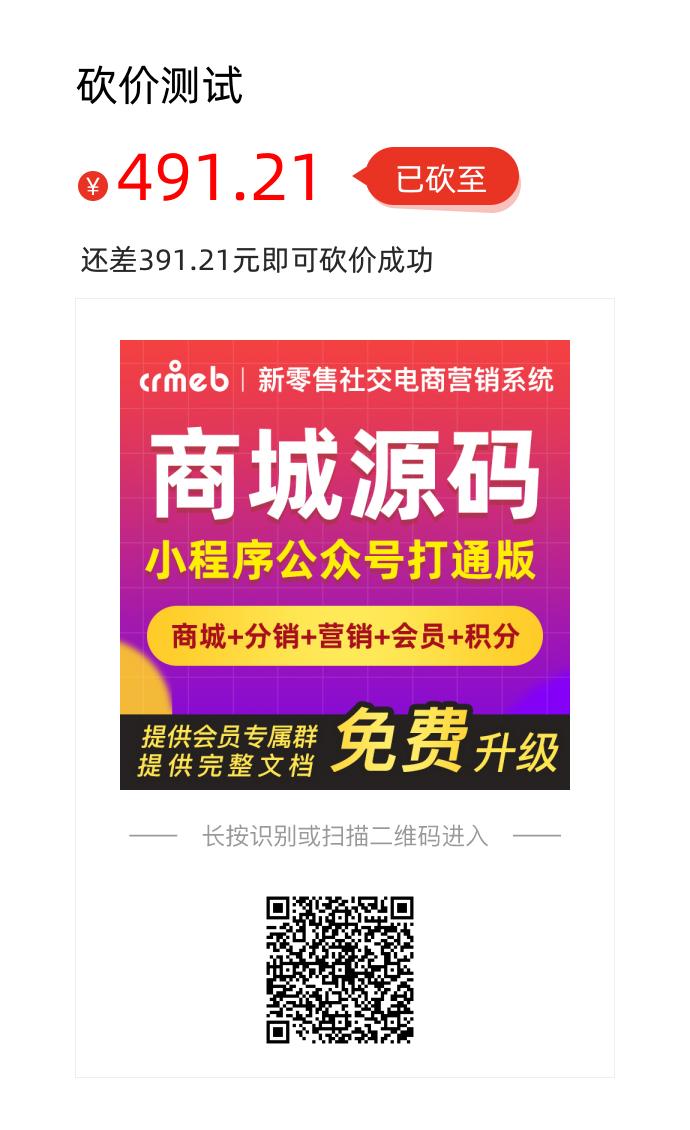 砍价测试
¥ 491.21 已砍至
还差391.21元即可砍价成功
crmeb | 新零售社交电商营销系统
商城源码
小程序公众号打通版
商城+分销+营销+会员+积分
提供会员专属群
提供完整文档
免费升级
长按识别或扫描二维码进入